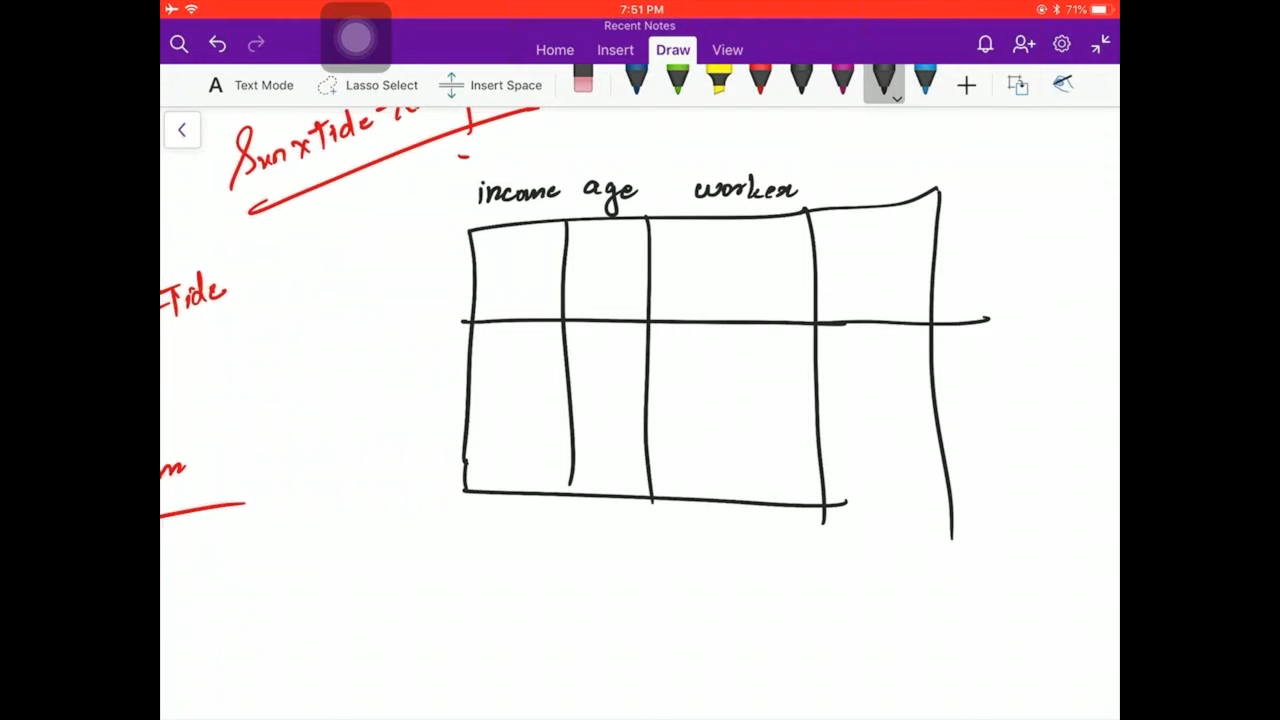 7:51 PM
71%
Recent Notes
Home Insert Draw View
A Text Mode Lasso Select Insert Space
income age worker
Tide